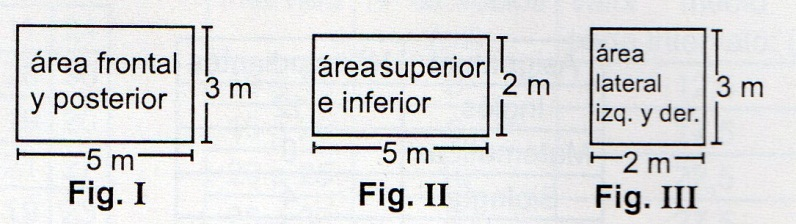 área frontal
y posterior
3 m
5 m
Fig. I
área superior
e inferior
2 m
5 m
Fig. II
área
lateral
izq. y der.
3 m
2 m
Fig. III